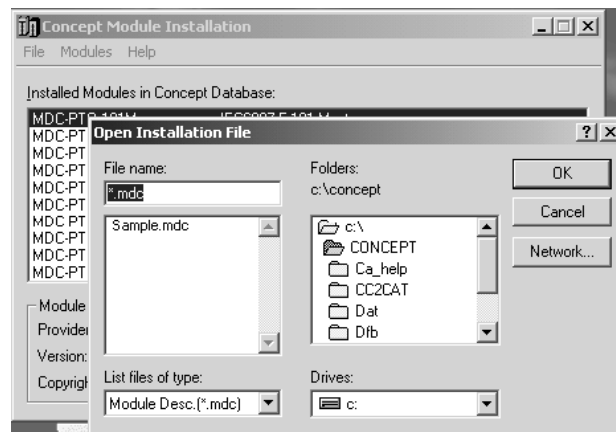 Concept Module Installation
File Modules Help
Installed Modules in Concept Database:
MDC-PT
MDC-PT
MDC-PT
MDC-PT
MDC-PT
MDC-PT
MDC PT
MDC-PT
MDC-PT
MDC-PT
Module
Provider
Version:
Copyrigh
Open Installation File
File name:
*.mdc
Sample.mdc
List files of type:
Module Desc.(*.mdc)
Folders:
c:\concept
c:\
CONCEPT
Ca_help
CC2CAT
Dat
Dfb
Drives:
c:
OK
Cancel
Network...